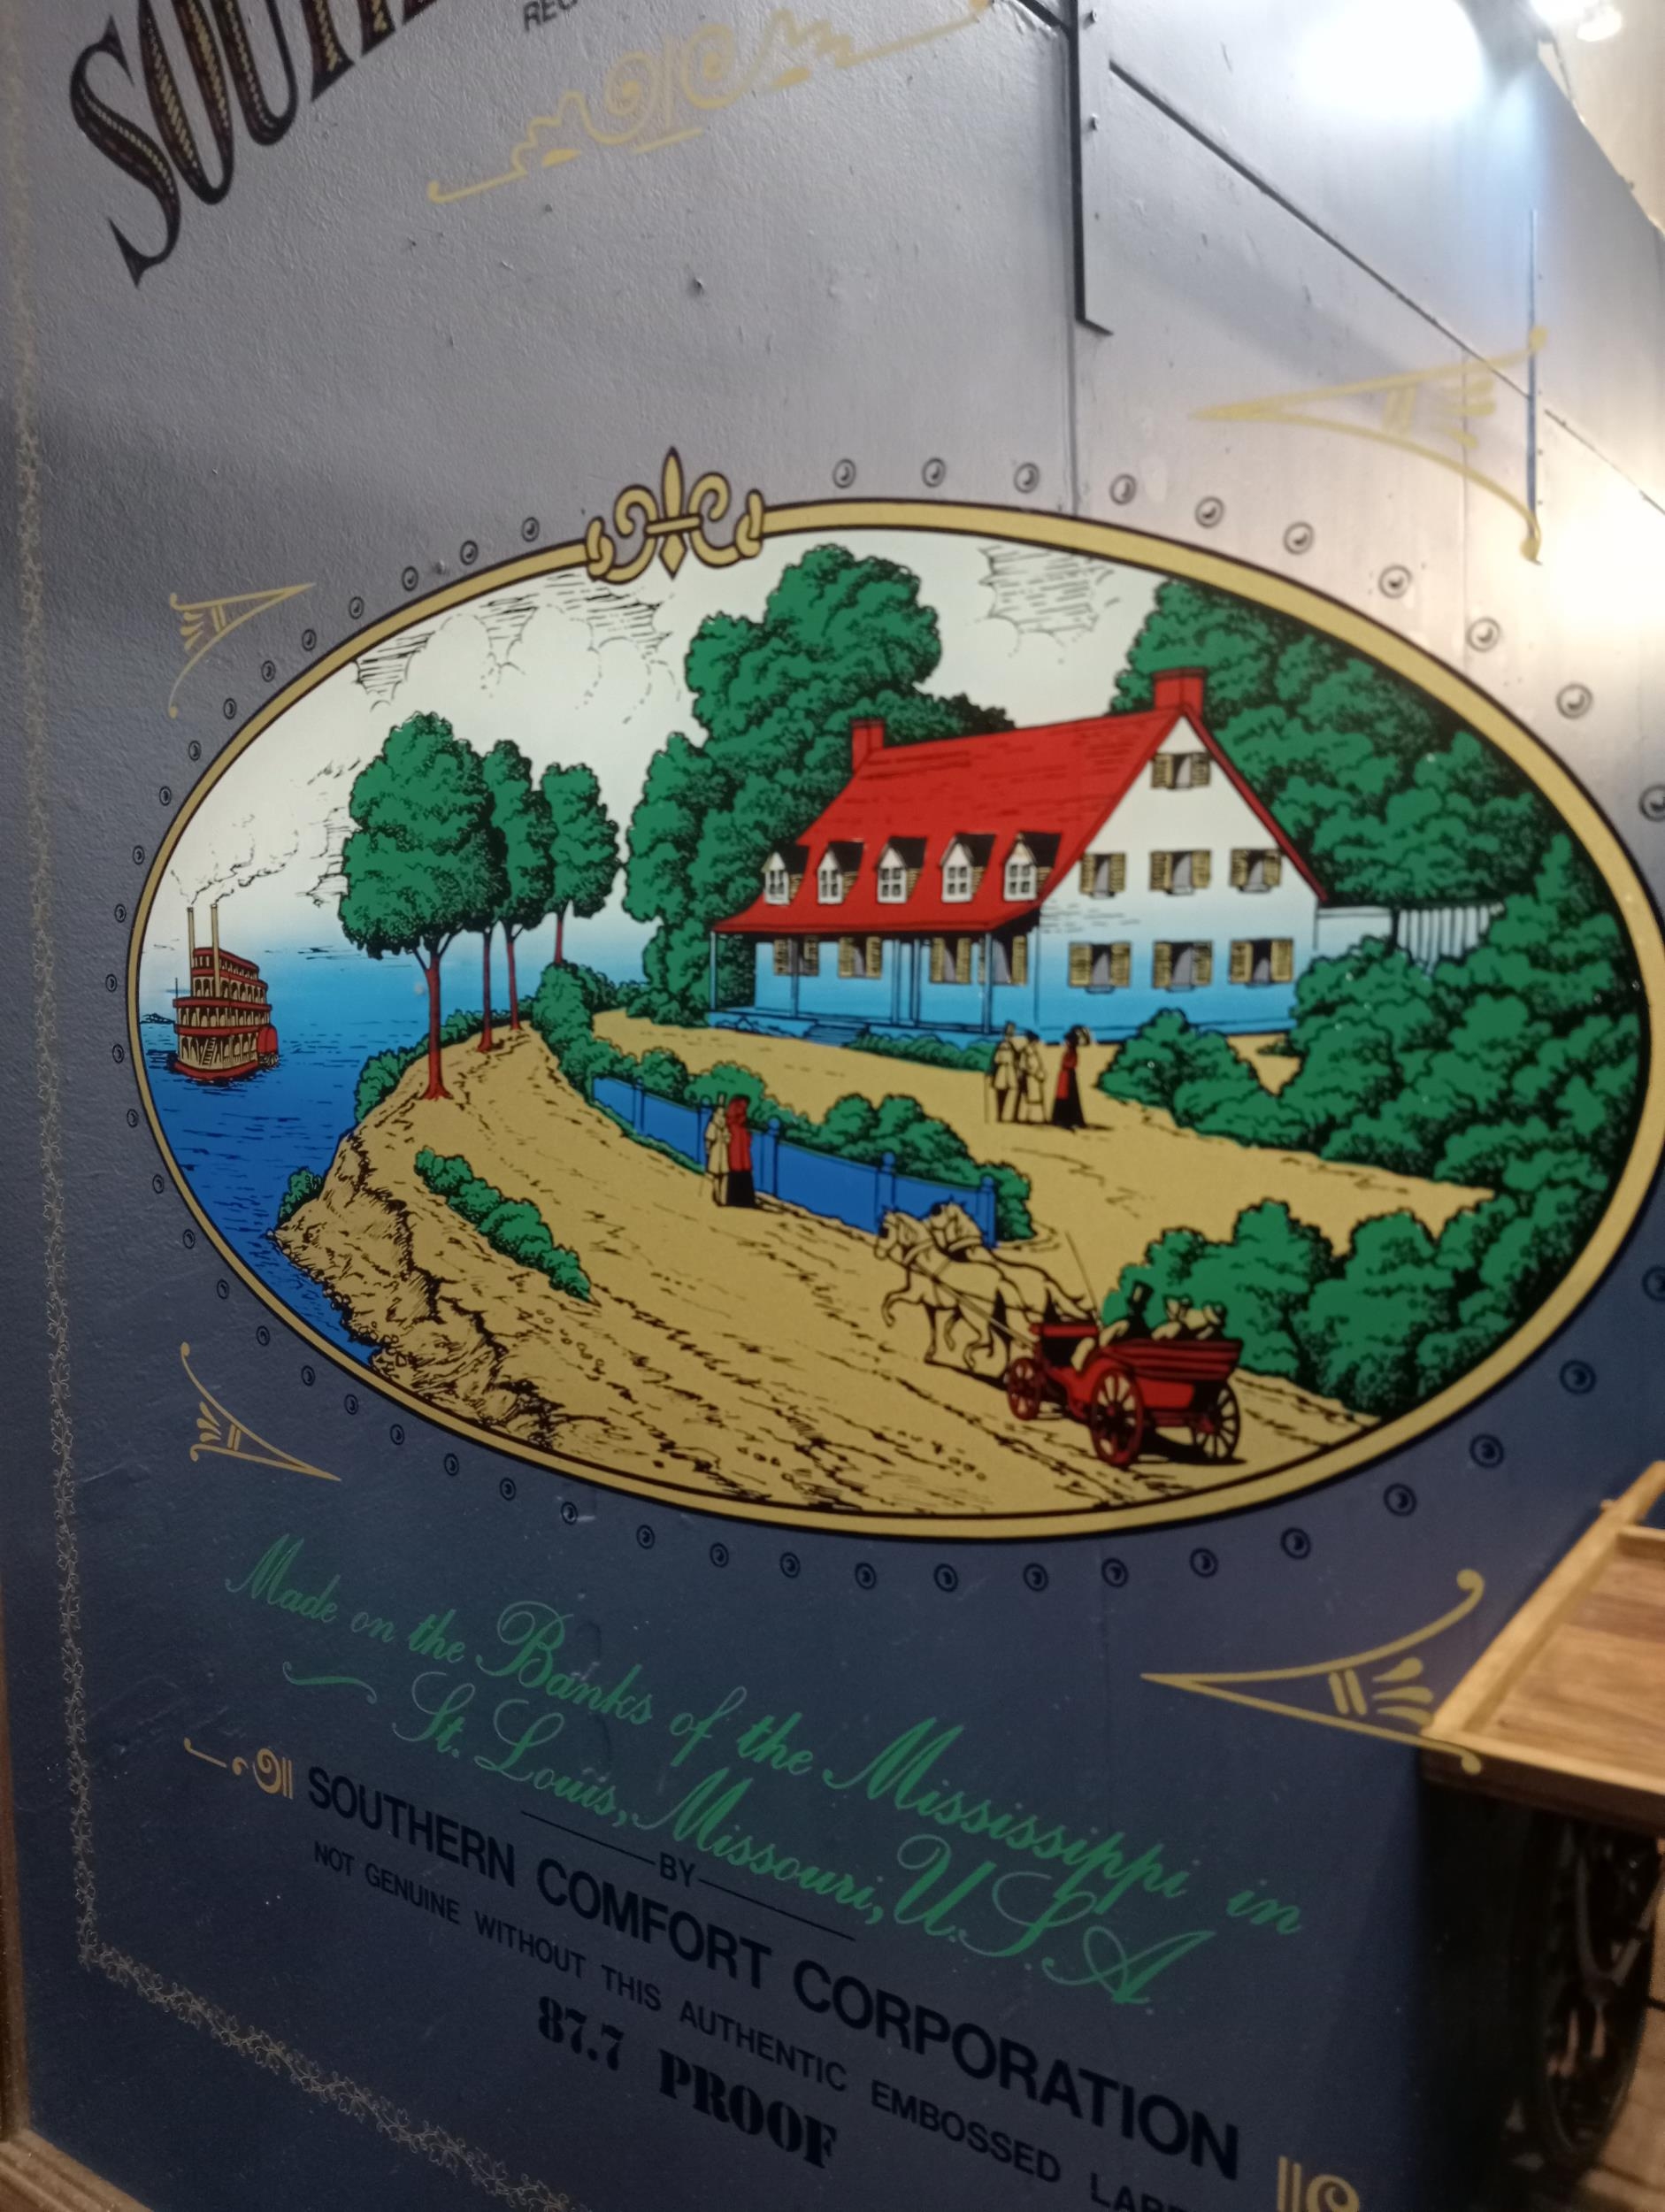 Made on the Banks of the Mississippi in
St. Louis, Missouri, U.S.A.
BY
SOUTHERN COMFORT CORPORATION
NOT GENUINE WITHOUT THIS AUTHENTIC EMBOSSED
87.7 PROOF